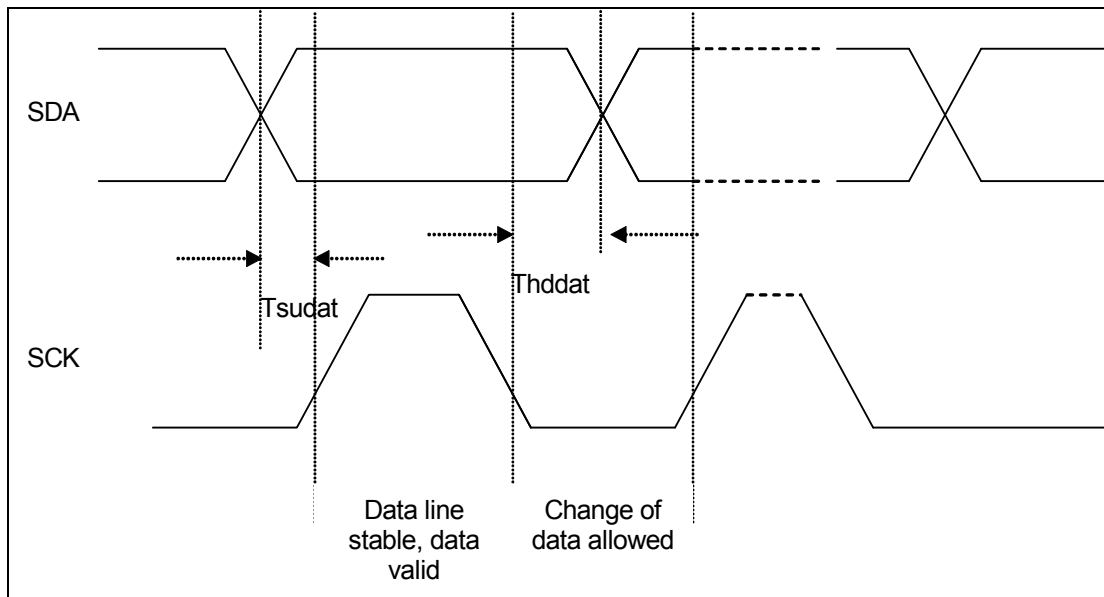 SDA
Tsudat
Thddat
SCK
Data line
stable, data
valid
Change of
data allowed